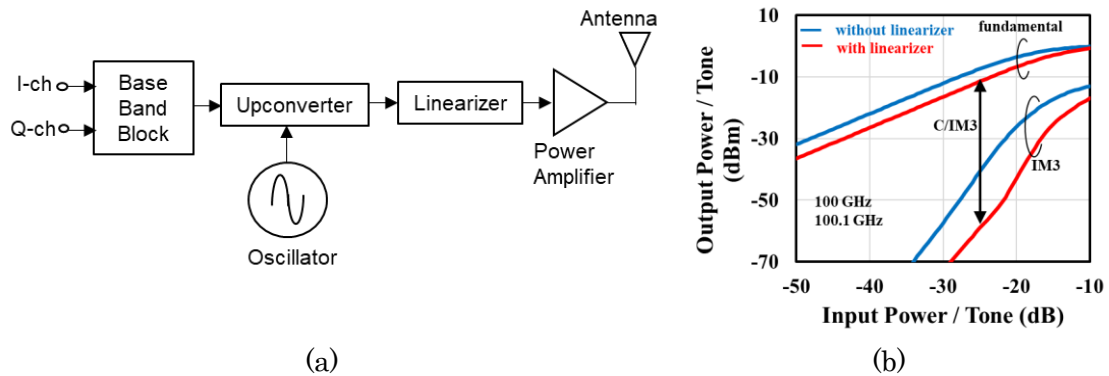 I-ch
Q-ch
Base
Band
Block
Upconverter
Oscillator
Linearizer
Power
Amplifier
Antenna
(a)
Output Power / Tone
(dBm)
10
-10
-30
-50
-70
without linearizer
with linearizer
fundamental
C/IM3
IM3
100 GHz
100.1 GHz
-50
-40
-30
-20
-10
Input Power / Tone (dB)
(b)